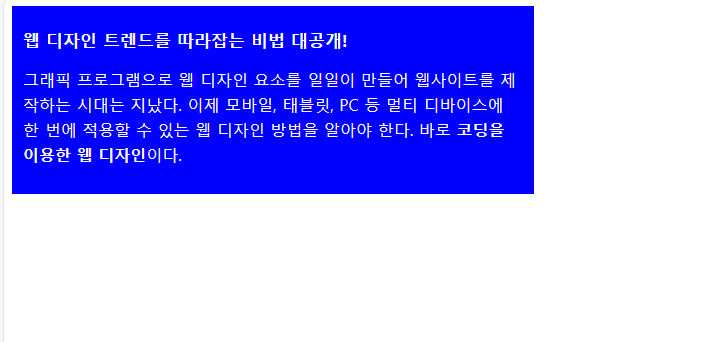 웹 디자인 트렌드를 따라잡는 비법 대공개!
그래픽 프로그램으로 웹 디자인 요소를 일일이 만들어 웹사이트를 제
작하는 시대는 지났다. 이제 모바일, 태블릿, PC 등 멀티 디바이스에
한 번에 적용할 수 있는 웹 디자인 방법을 알아야 한다. 바로 코딩을
이용한 웹 디자인이다.